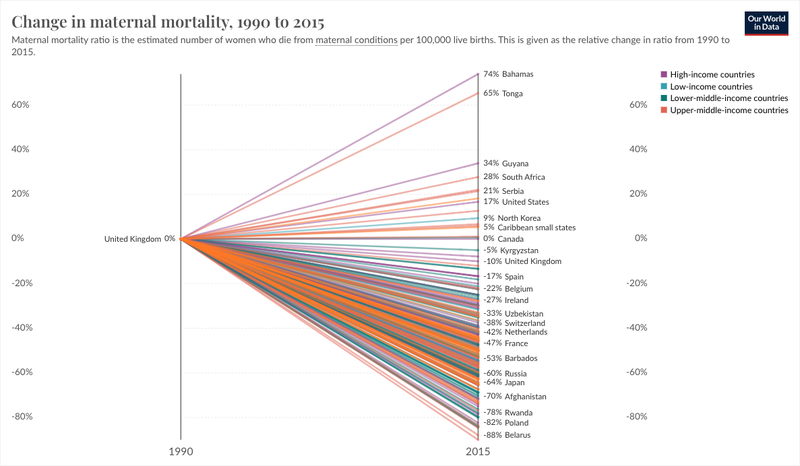 Change in maternal mortality, 1990 to 2015
Maternal mortality ratio is the estimated number of women who die from maternal conditions per 100,000 live births. This is given as the relative change in ratio from 1990 to
2015.
Our World
in Data
74% Bahamas
65% Tonga
34% Guyana
28% South Africa
21% Serbia
17% United States
9% North Korea
5% Caribbean small states
0% Canada
-5% Kyrgyzstan
-10% United Kingdom
-17% Spain
-22% Belgium
-27% Ireland
-33% Uzbekistan
-38% Switzerland
-42% Netherlands
-47% France
-53% Barbados
-60% Russia
-64% Japan
-70% Afghanistan
-78% Rwanda
-82% Poland
-88% Belarus
United Kingdom 0%
60%
40%
20%
0%
-20%
-40%
-60%
-80%
60%
40%
20%
0%
-20%
-40%
-60%
-80%
1990
2015
High-income countries
Low-income countries
Lower-middle-income countries
Upper-middle-income countries